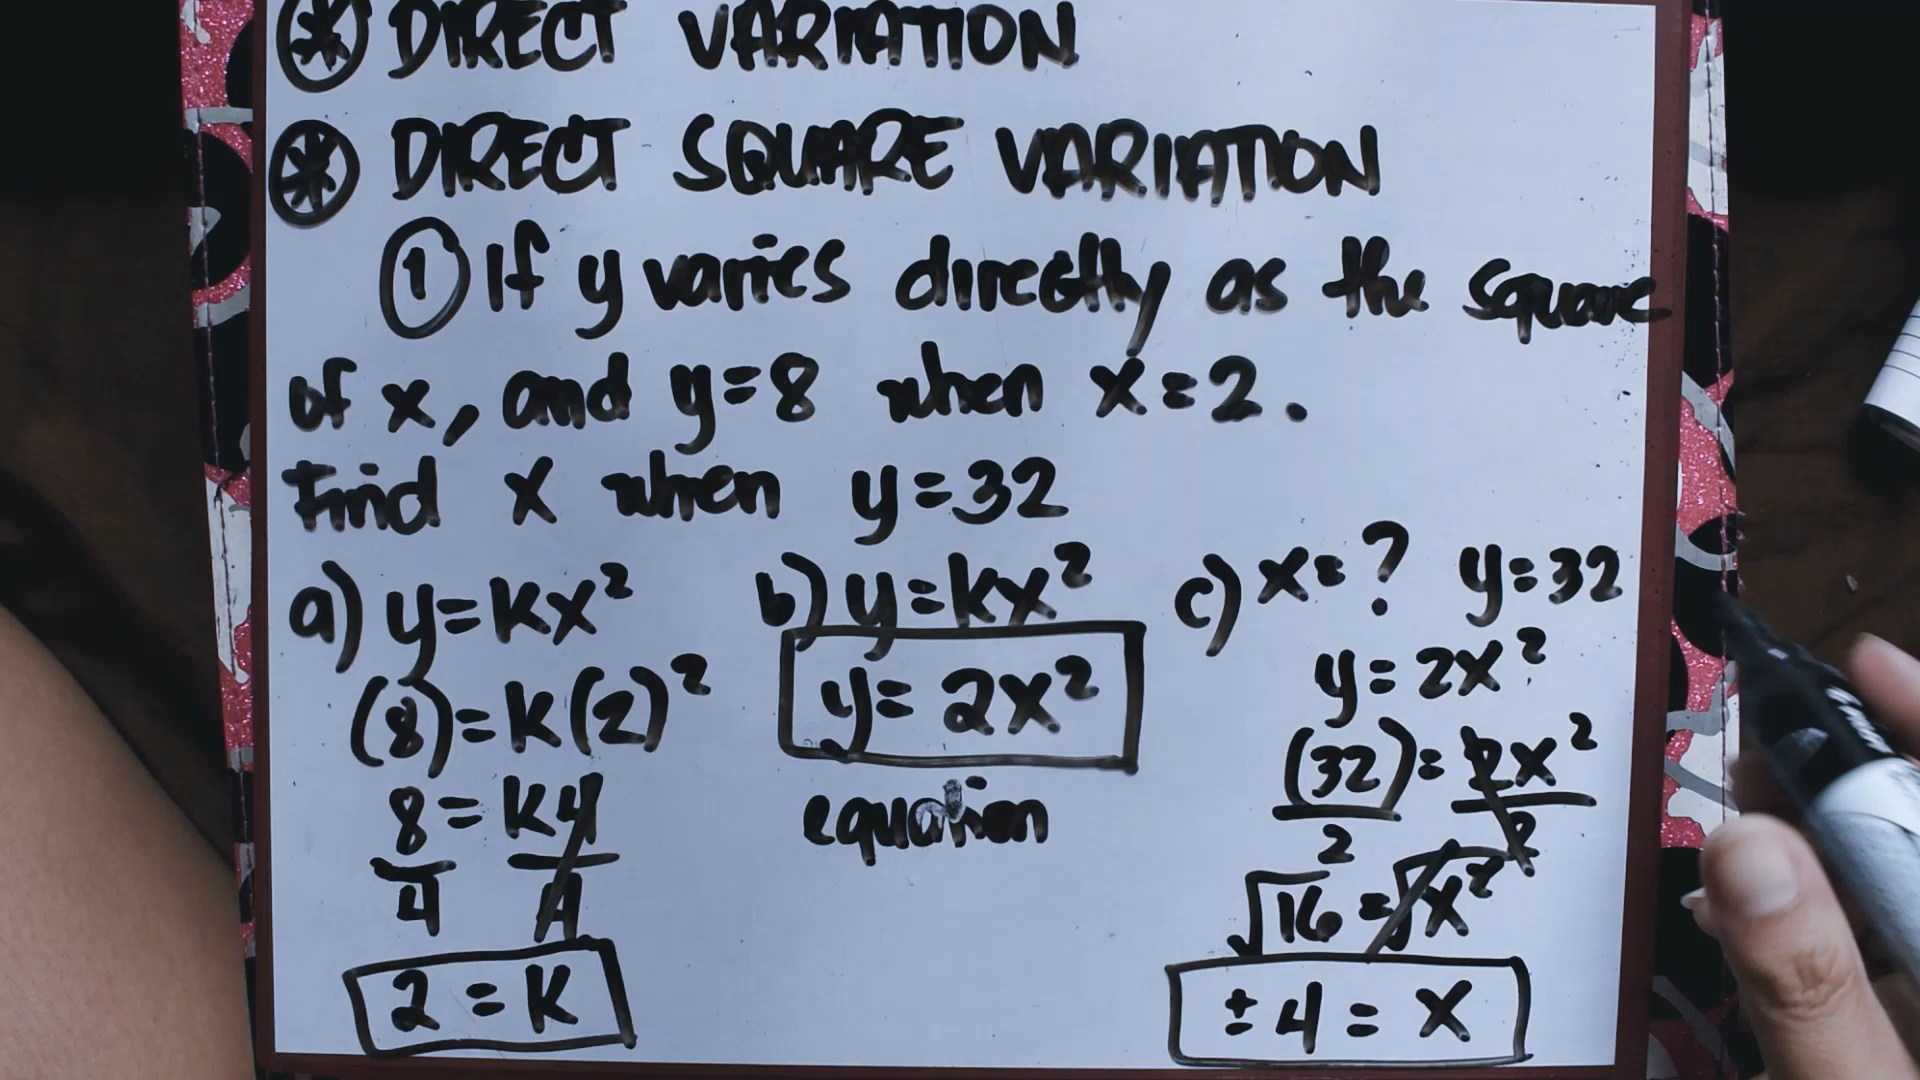 * DIRECT VARIATION
* DIRECT SQUARE VARIATION
1 If y varies directly as the square
of x, and y=8 when x=2.
Find x when y=32
a) y=kx²
(8)=k(2)²
8/4 = k4/4
2=k
b) y=kx²
y=2x²
equation
c) x=? y=32
y=2x²
(32)/2=2x²/2
√16=√x²
±4=x